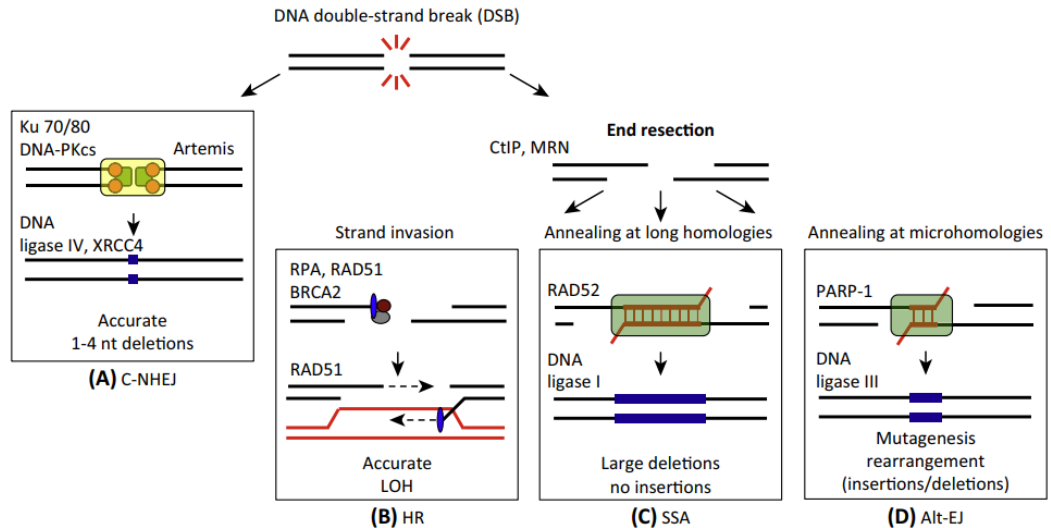 DNA double-strand break (DSB)
Ku 70/80
DNA-PKcs
Artemis
DNA
ligase IV, XRCC4
Accurate
1-4 nt deletions
(A) C-NHEJ
End resection
CtIP, MRN
Strand invasion
RPA, RAD51
BRCA2
RAD51
Accurate
LOH
(B) HR
Annealing at long homologies
RAD52
DNA
ligase I
Large deletions
no insertions
(C) SSA
Annealing at microhomologies
PARP-1
DNA
ligase III
Mutagenesis
rearrangement
(insertions/deletions)
(D) Alt-EJ